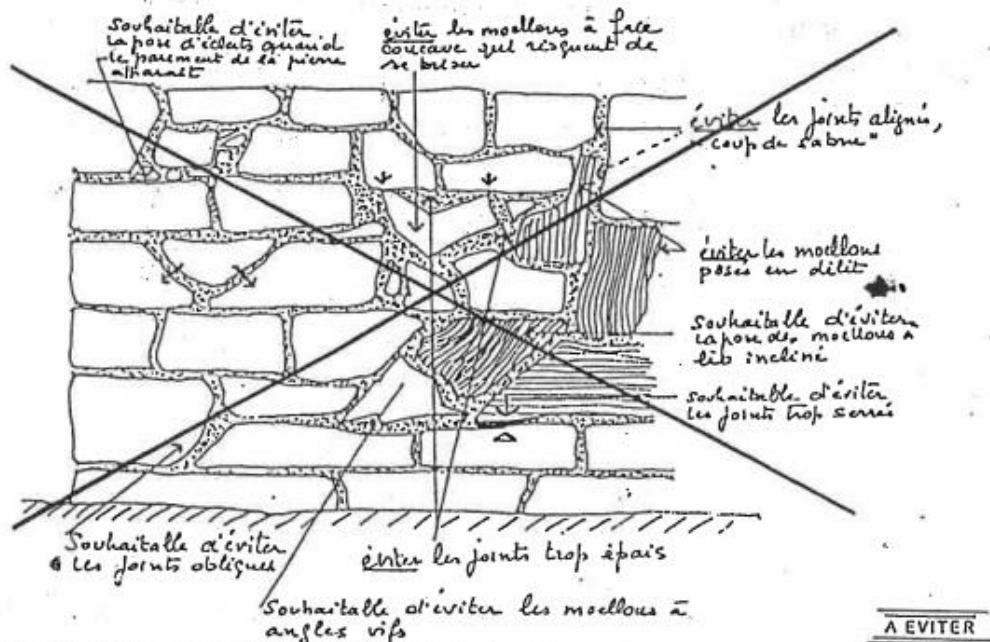 souhaitable d'éviter
la pose d'éclats quand
le parement de la pierre
apparait
éviter les moellons à face
concave qui risquent de
se briser
éviter les joints alignés,
"coup de sabre"
éviter les moellons
posés en délit
souhaitable d'éviter
la pose de moellons à
lit incliné
souhaitable d'éviter
les joints trop serrés
Souhaitable d'éviter
les joints obliques
éviter les joints trop épais
souhaitable d'éviter les moellons à
angles vifs
A EVITER